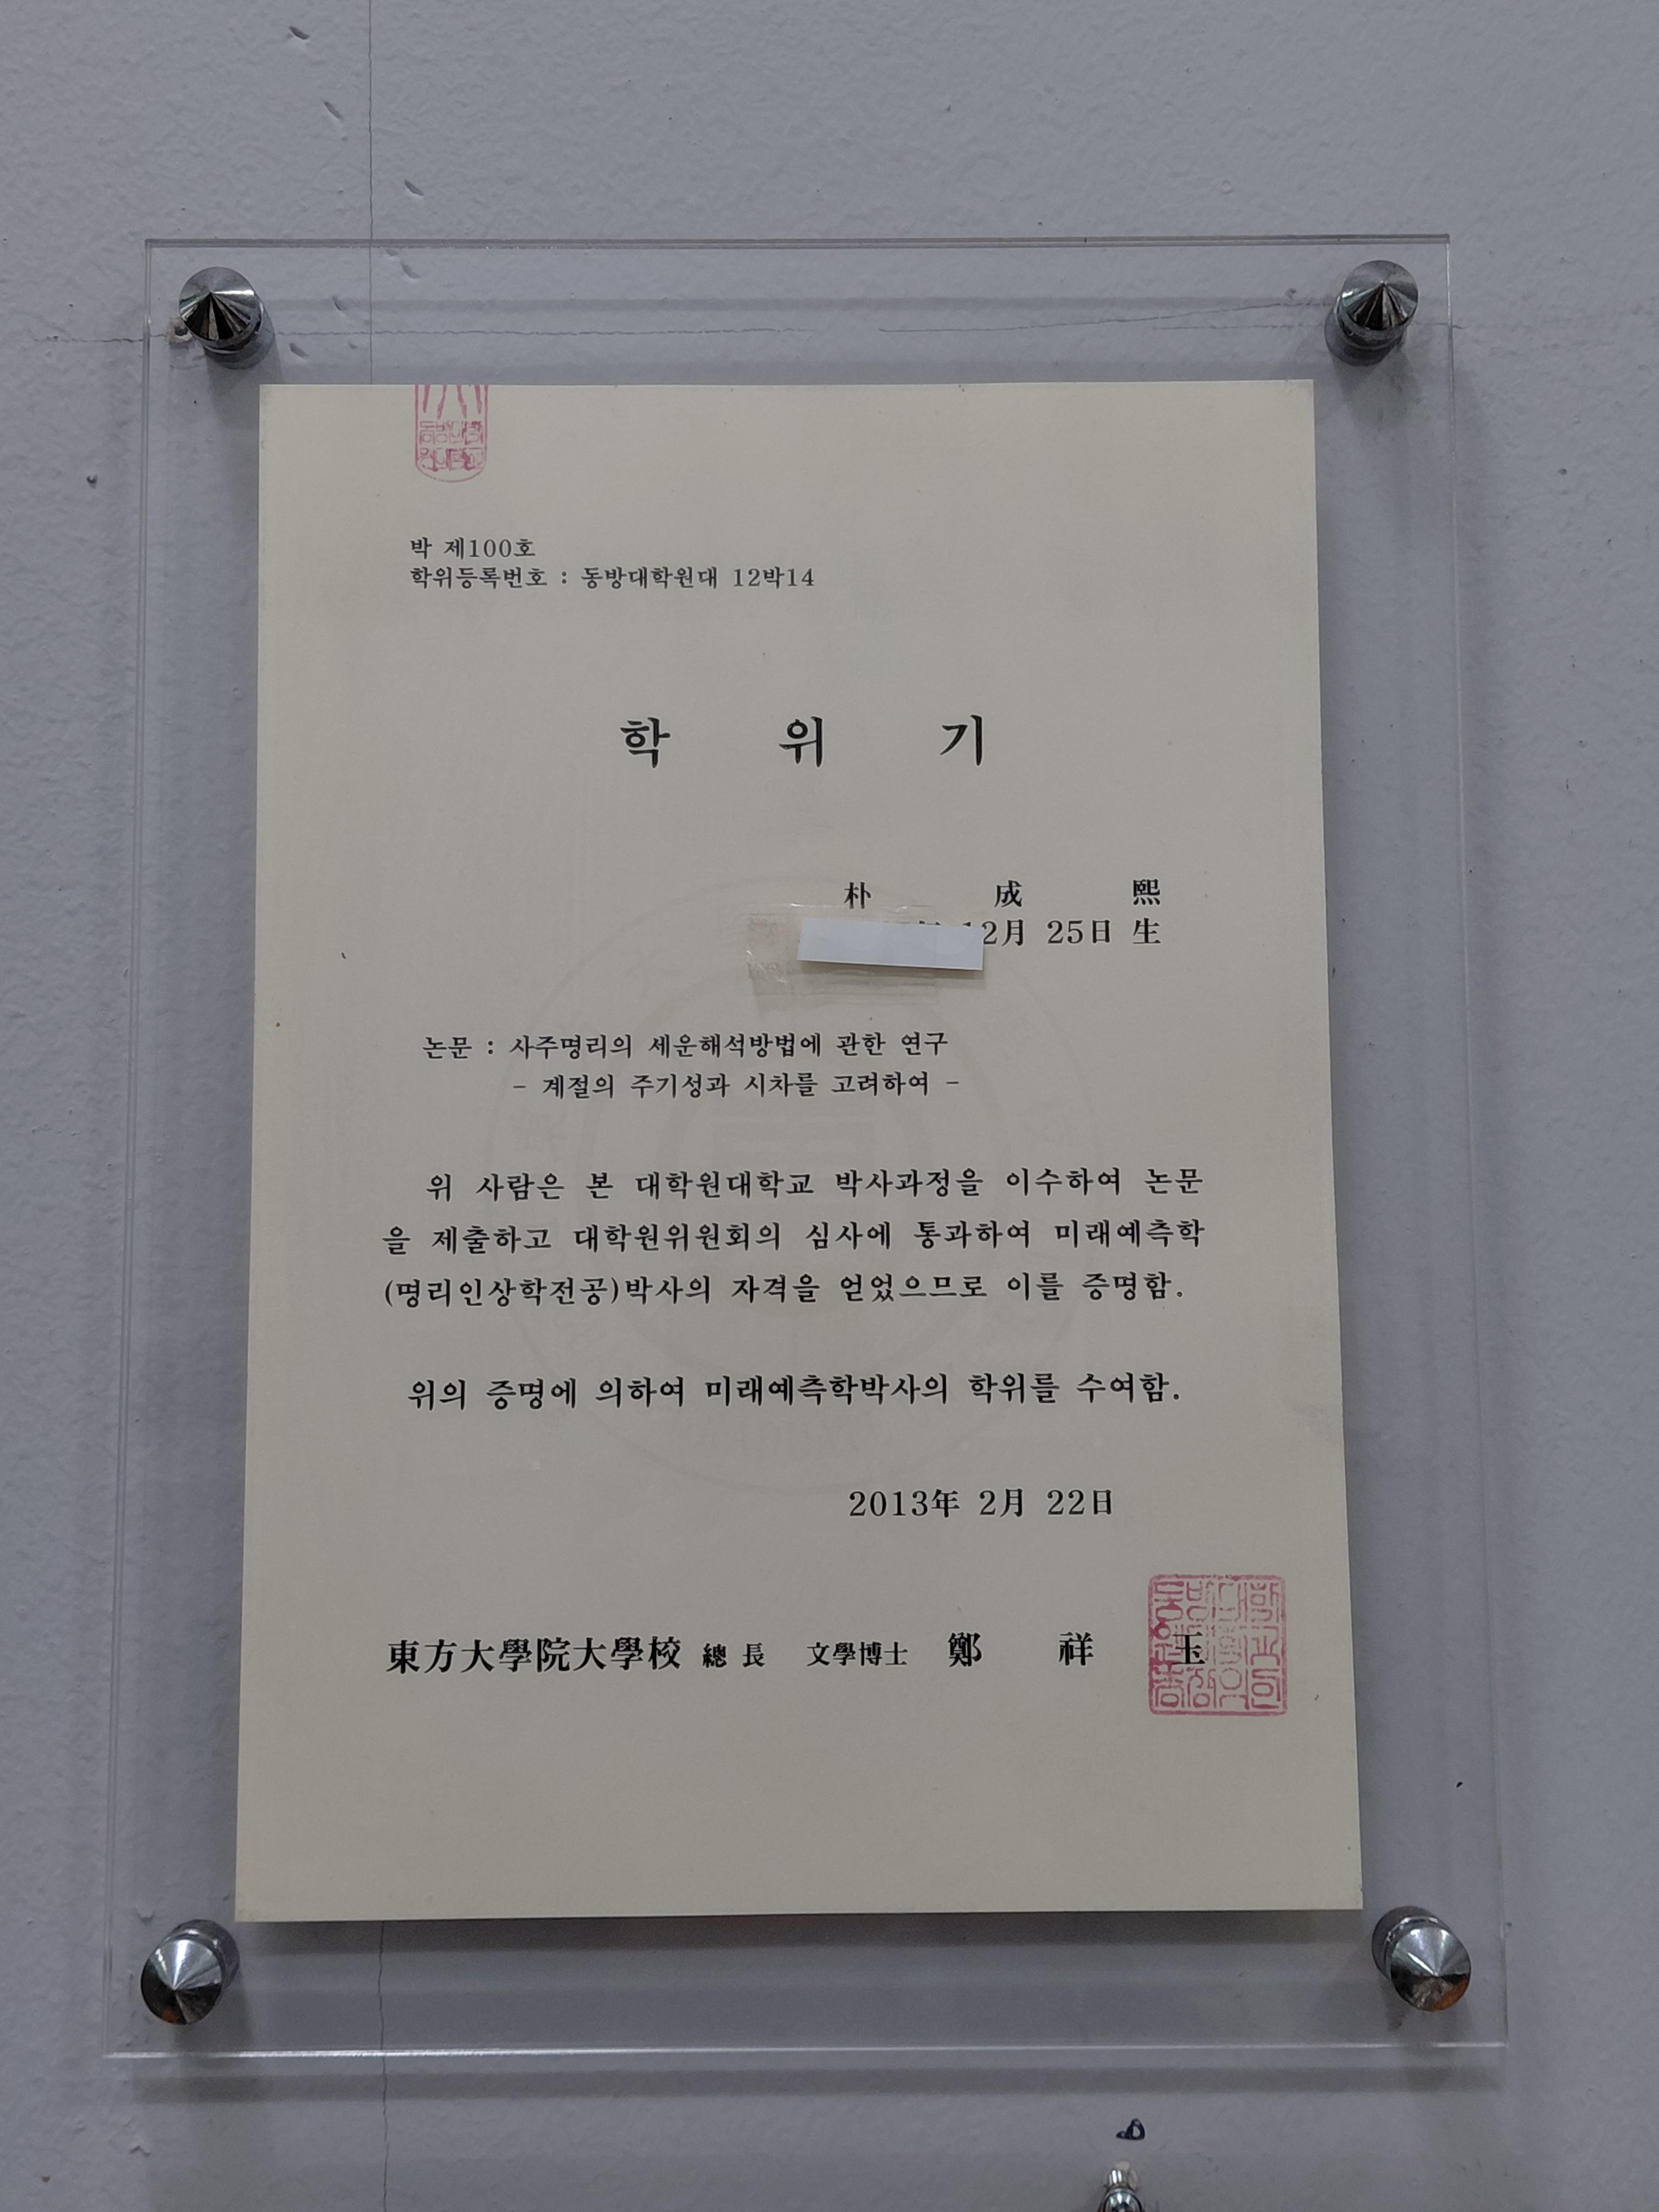 박 제100호
학위등록번호 : 동방대학원대 12박14
학 위 기
朴 成 熙
12月 25日 生
논문 : 사주명리의 세운해석방법에 관한 연구
- 계절의 주기성과 시차를 고려하여 -
위 사람은 본 대학원대학교 박사과정을 이수하여 논문
을 제출하고 대학원위원회의 심사에 통과하여 미래예측학
(명리인상학전공)박사의 자격을 얻었으므로 이를 증명함.
위의 증명에 의하여 미래예측학박사의 학위를 수여함.
2013年 2月 22日
東方大學院大學校 總 長 文學博士 鄭 祥 玉